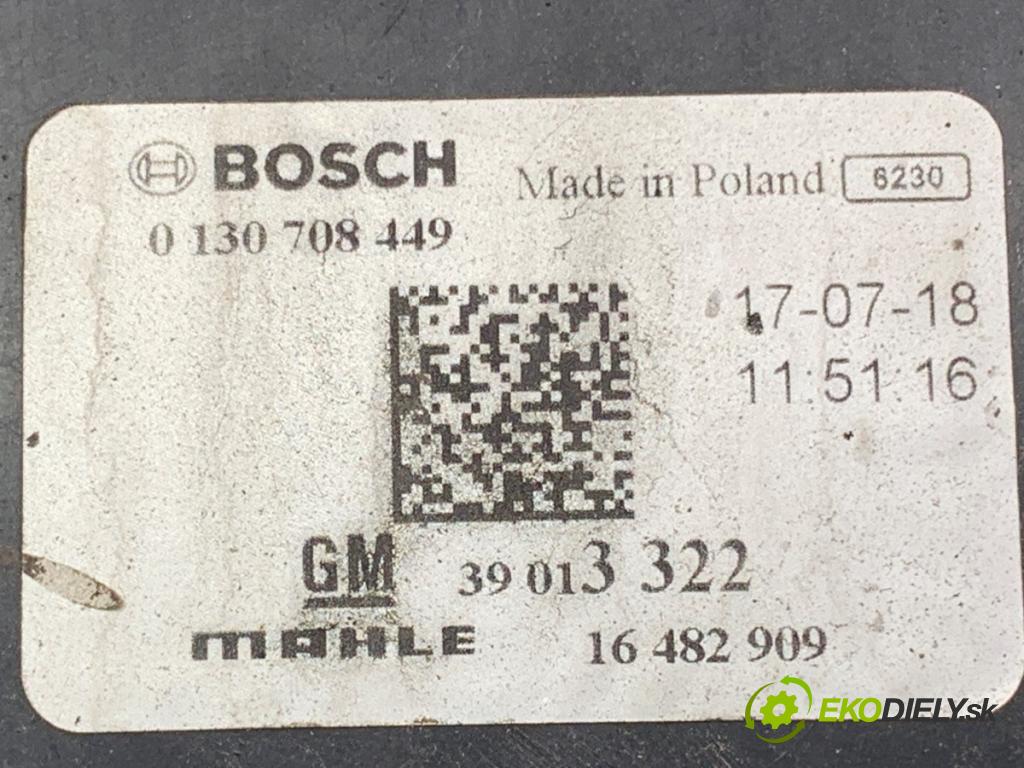 BOSCH Made in Poland 6230
0 130 708 449
17-07-18
11:51:16
GM 39 013 322
MAHLE 16 482 909
EKODIELY.sk